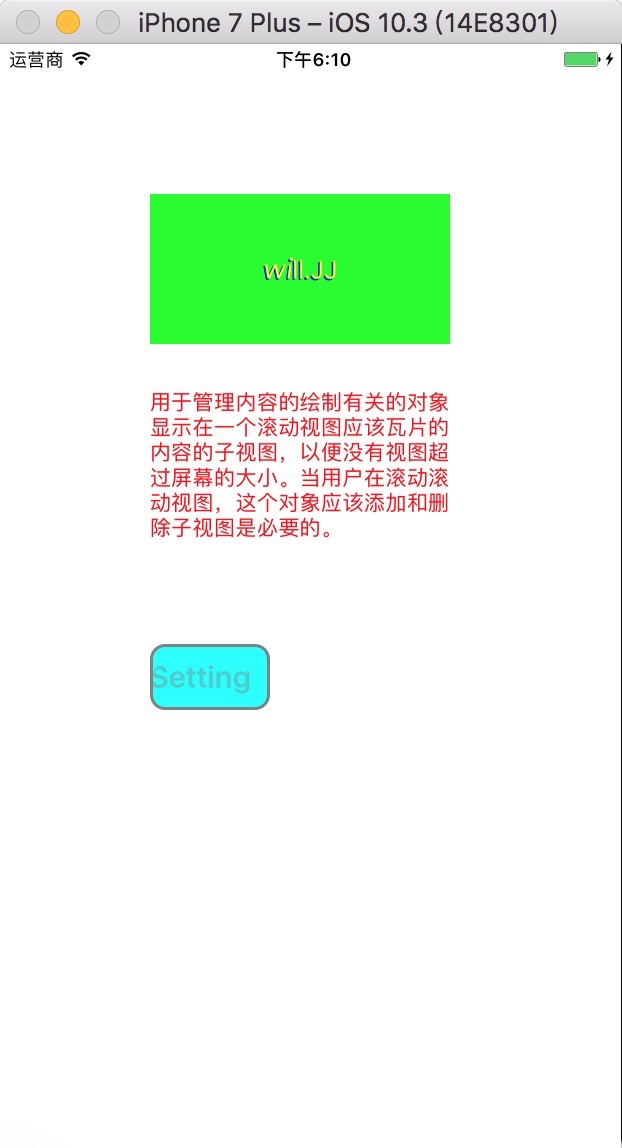 iPhone 7 Plus – iOS 10.3 (14E8301)
运营商 下午6:10
will.JJ
用于管理内容的绘制有关的对象
显示在一个滚动视图应该瓦片的
内容的子视图，以便没有视图超
过屏幕的大小。当用户在滚动滚
动视图，这个对象应该添加和删
除子视图是必要的。
Setting